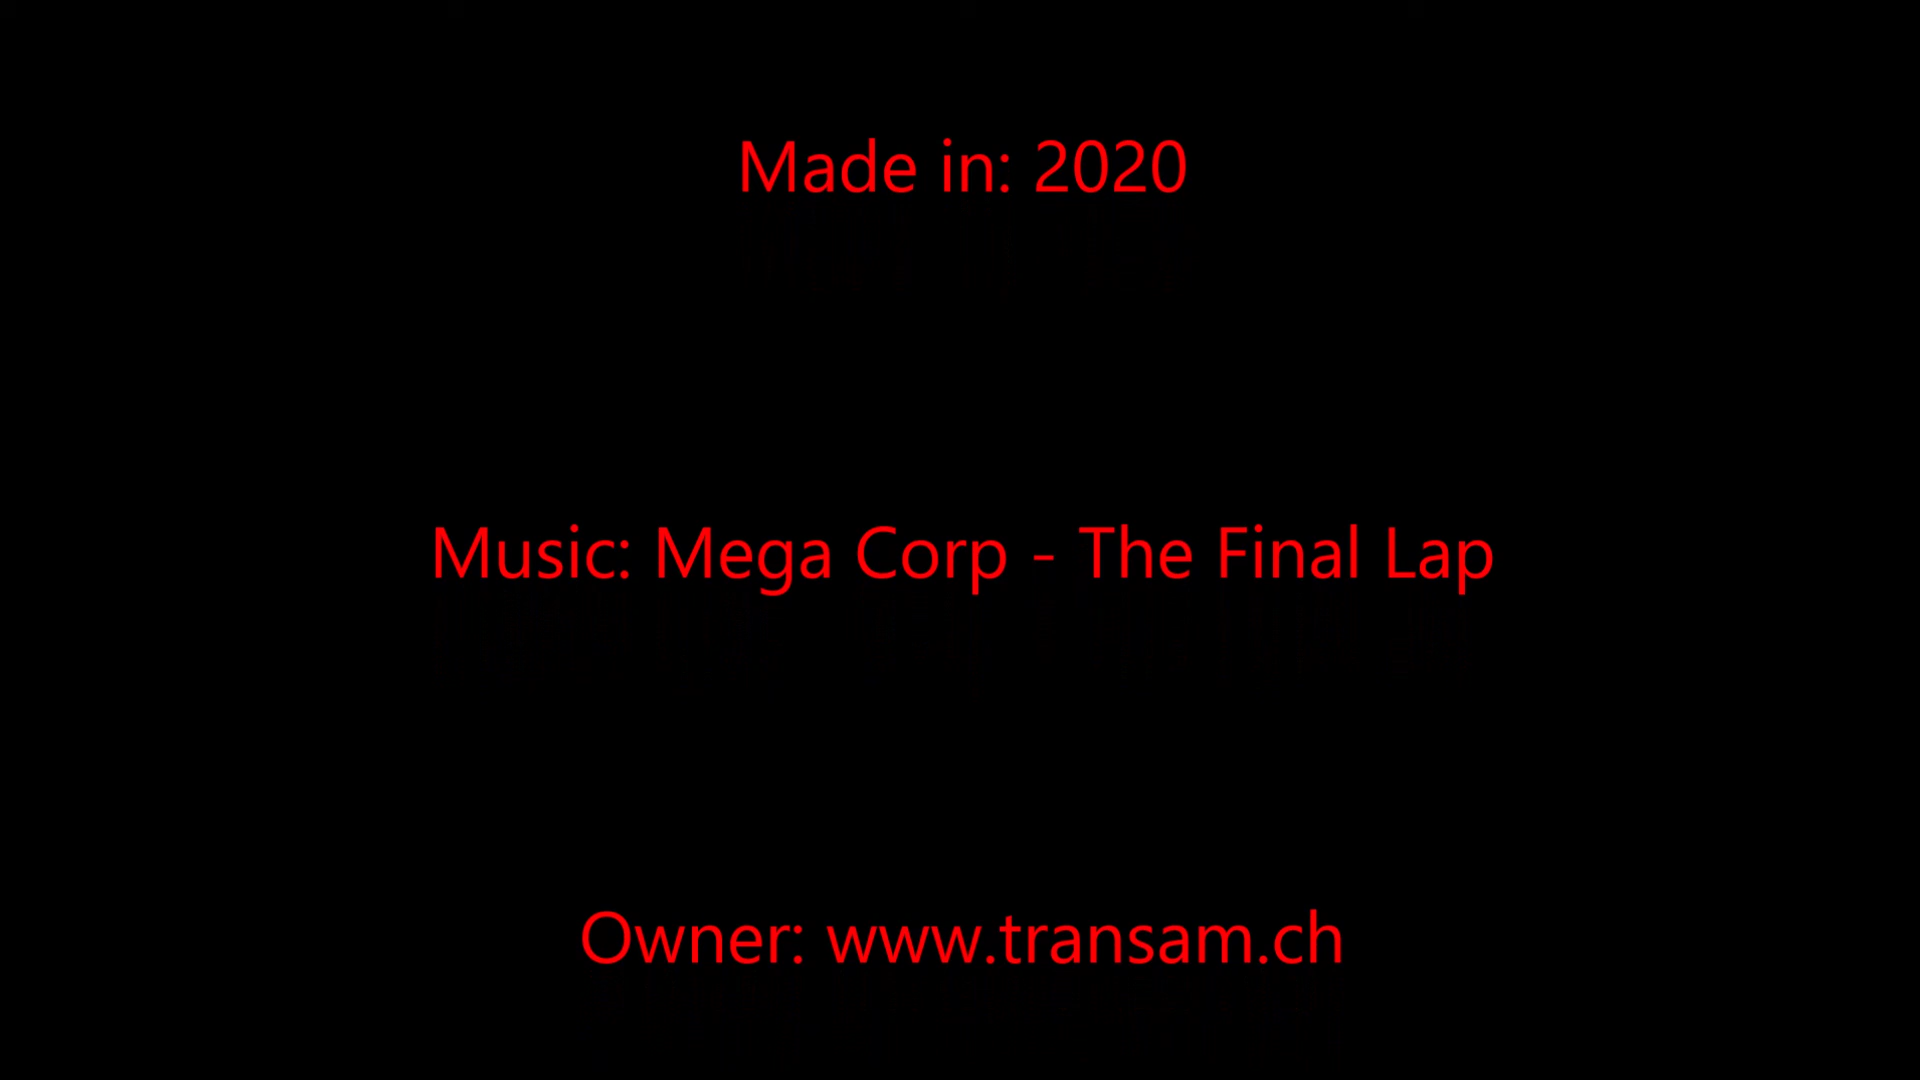 Made in: 2020
Music: Mega Corp - The Final Lap
Owner: www.transam.ch